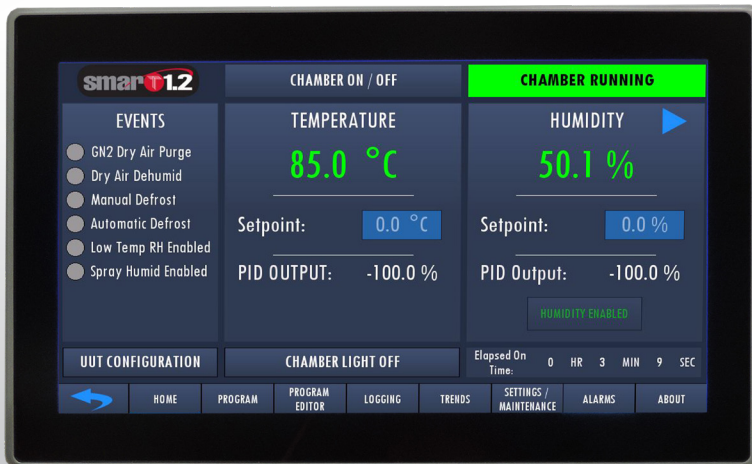 smarT1.2
CHAMBER ON / OFF
CHAMBER RUNNING
EVENTS
GN2 Dry Air Purge
Dry Air Dehumid
Manual Defrost
Automatic Defrost
Low Temp RH Enabled
Spray Humid Enabled
TEMPERATURE
85.0 °C
Setpoint: 0.0 °C
PID OUTPUT: -100.0 %
HUMIDITY
50.1 %
Setpoint: 0.0 %
PID Output: -100.0 %
HUMIDITY ENABLED
UUT CONFIGURATION
CHAMBER LIGHT OFF
Elapsed On
Time: 0 HR 3 MIN 9 SEC
HOME
PROGRAM
PROGRAM
EDITOR
LOGGING
TRENDS
SETTINGS /
MAINTENANCE
ALARMS
ABOUT